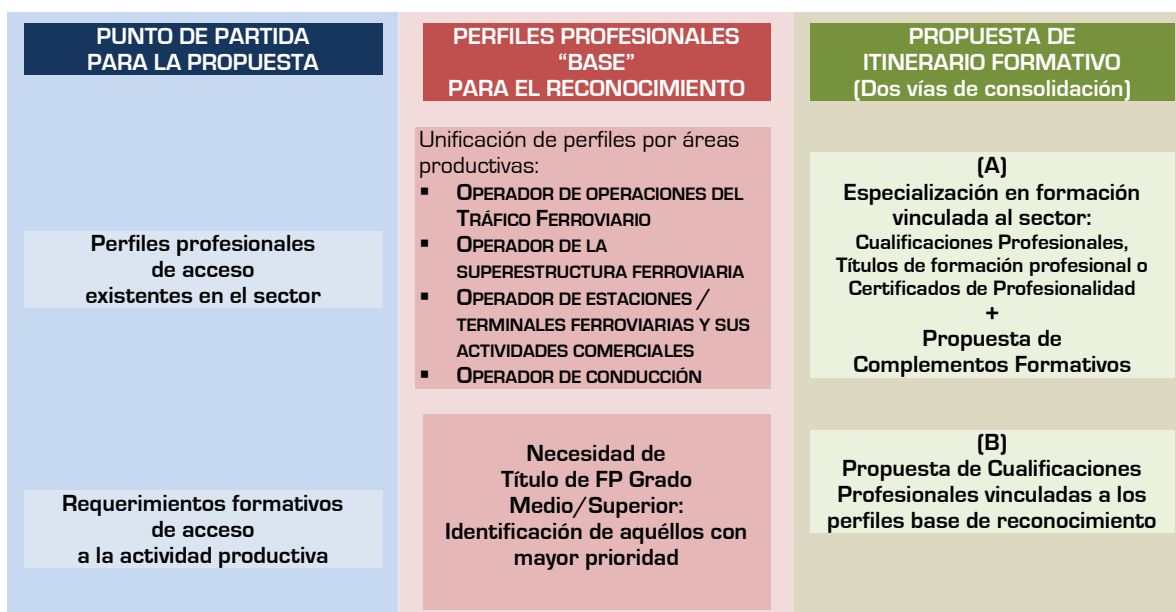 PUNTO DE PARTIDA
PARA LA PROPUESTA
Perfiles profesionales
de acceso
existentes en el sector
Requerimientos formativos
de acceso
a la actividad productiva
PERFILES PROFESIONALES
“BASE”
PARA EL RECONOCIMIENTO
Unificación de perfiles por áreas
productivas:
▪ OPERADOR DE OPERACIONES DEL
TRÁFICO FERROVIARIO
▪ OPERADOR DE LA
SUPERESTRUCTURA FERROVIARIA
▪ OPERADOR DE ESTACIONES /
TERMINALES FERROVIARIAS Y SUS
ACTIVIDADES COMERCIALES
▪ OPERADOR DE CONDUCCIÓN
Necesidad de
Título de FP Grado
Medio/Superior:
Identificación de aquéllos con
mayor prioridad
PROPUESTA DE
ITINERARIO FORMATIVO
(Dos vías de consolidación)
(A)
Especialización en formación
vinculada al sector:
Cualificaciones Profesionales,
Títulos de formación profesional o
Certificados de Profesionalidad
+
Propuesta de
Complementos Formativos
(B)
Propuesta de Cualificaciones
Profesionales vinculadas a los
perfiles base de reconocimiento